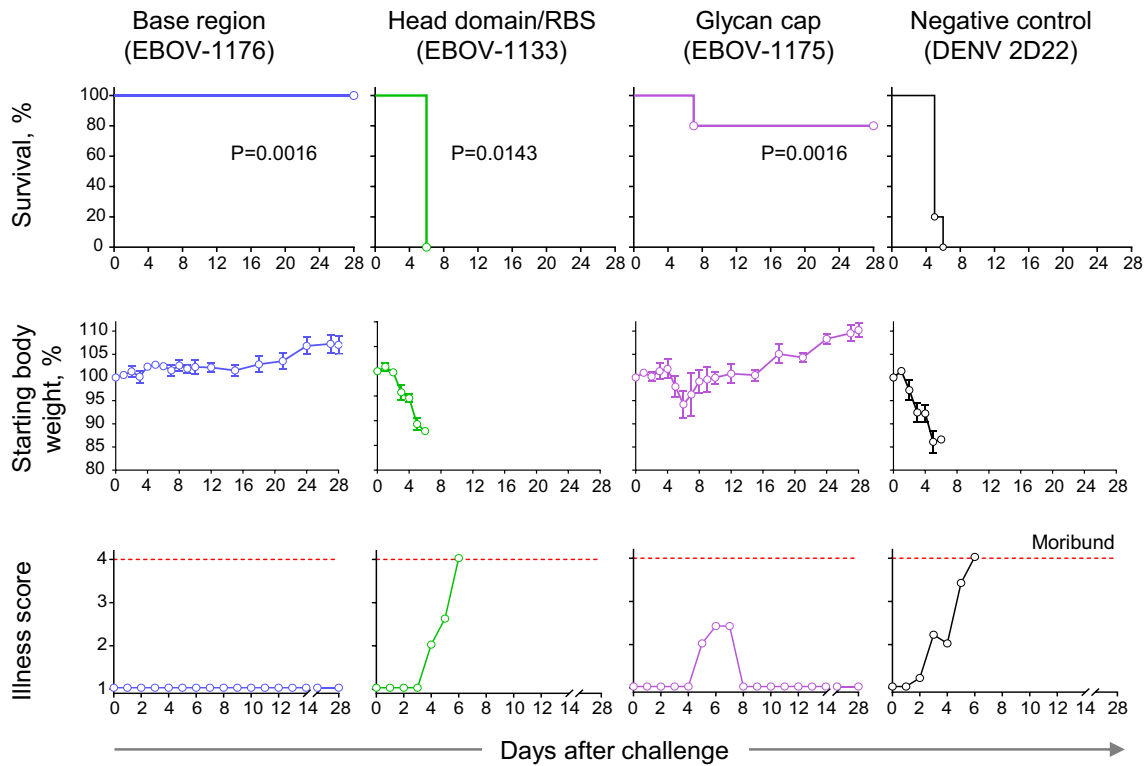 Base region
(EBOV-1176)
Head domain/RBS
(EBOV-1133)
Glycan cap
(EBOV-1175)
Negative control
(DENV 2D22)
Survival, %
100
80
60
40
20
0
P=0.0016
P=0.0143
P=0.0016
0 4 8 12 16 20 24 28
0 4 8 12 16 20 24 28
0 4 8 12 16 20 24 28
0 4 8 12 16 20 24 28
Starting body
weight, %
110
105
100
95
90
85
80
0 4 8 12 16 20 24 28
0 4 8 12 16 20 24 28
0 4 8 12 16 20 24 28
0 4 8 12 16 20 24 28
Illness score
4
3
2
1
Moribund
0 2 4 6 8 10 12 14 28
0 2 4 6 8 10 12 14 28
0 2 4 6 8 10 12 14 28
0 2 4 6 8 10 12 14 28
Days after challenge